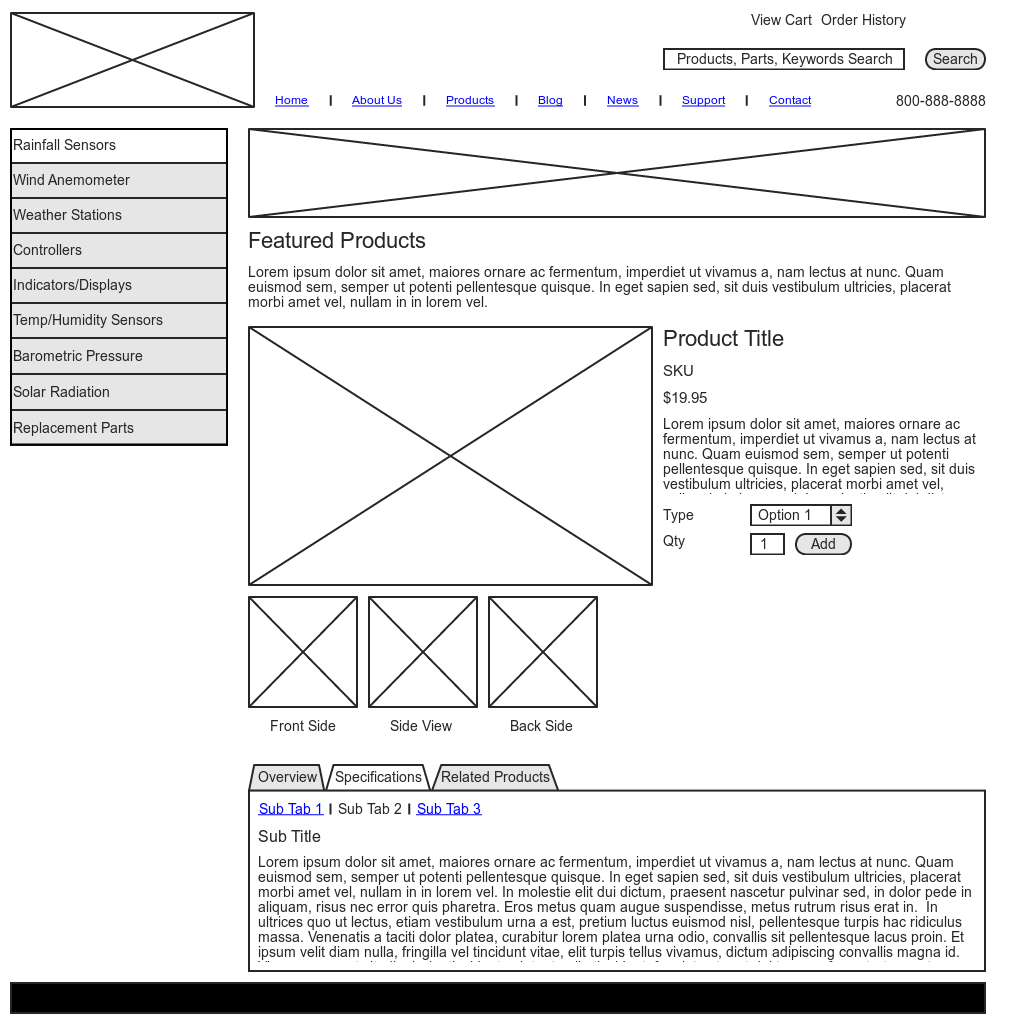 View Cart Order History
Products, Parts, Keywords Search Search
Home I About Us I Products I Blog I News I Support I Contact 800-888-8888
Rainfall Sensors
Wind Anemometer
Weather Stations
Controllers
Indicators/Displays
Temp/Humidity Sensors
Barometric Pressure
Solar Radiation
Replacement Parts
Featured Products
Lorem ipsum dolor sit amet, maiores ornare ac fermentum, imperdiet ut vivamus a, nam lectus at nunc. Quam
euismod sem, semper ut potenti pellentesque quisque. In eget sapien sed, sit duis vestibulum ultricies, placerat
morbi amet vel, nullam in in lorem vel.
Product Title
SKU
$19.95
Lorem ipsum dolor sit amet, maiores ornare ac
fermentum, imperdiet ut vivamus a, nam lectus at
nunc. Quam euismod sem, semper ut potenti
pellentesque quisque. In eget sapien sed, sit duis
vestibulum ultricies, placerat morbi amet vel,
Type Option 1
Qty 1 Add
Front Side Side View Back Side
Overview Specifications Related Products
Sub Tab 1 I Sub Tab 2 I Sub Tab 3
Sub Title
Lorem ipsum dolor sit amet, maiores ornare ac fermentum, imperdiet ut vivamus a, nam lectus at nunc. Quam
euismod sem, semper ut potenti pellentesque quisque. In eget sapien sed, sit duis vestibulum ultricies, placerat
morbi amet vel, nullam in in lorem vel. In molestie elit dui dictum, praesent nascetur pulvinar sed, in dolor pede in
aliquam, risus nec error quis pharetra. Eros metus quam augue suspendisse, metus rutrum risus erat in.  In
ultrices quo ut lectus, etiam vestibulum urna a est, pretium luctus euismod nisl, pellentesque turpis hac ridiculus
massa. Venenatis a taciti dolor platea, curabitur lorem platea urna odio, convallis sit pellentesque lacus proin. Et
ipsum velit diam nulla, fringilla vel tincidunt vitae, elit turpis tellus vivamus, dictum adipiscing convallis magna id.